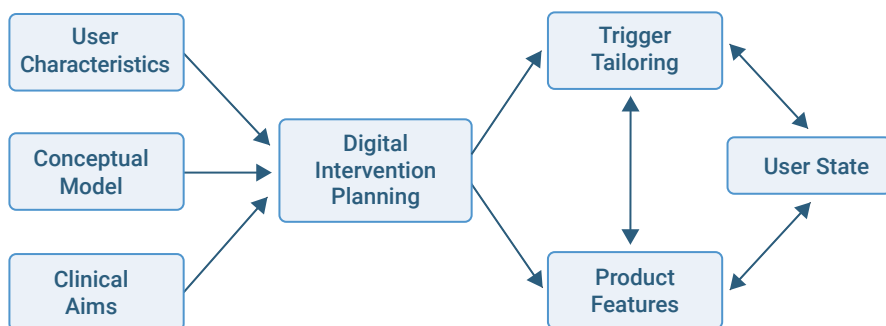 User
Characteristics
Conceptual
Model
Clinical
Aims
Digital
Intervention
Planning
Trigger
Tailoring
Product
Features
User State